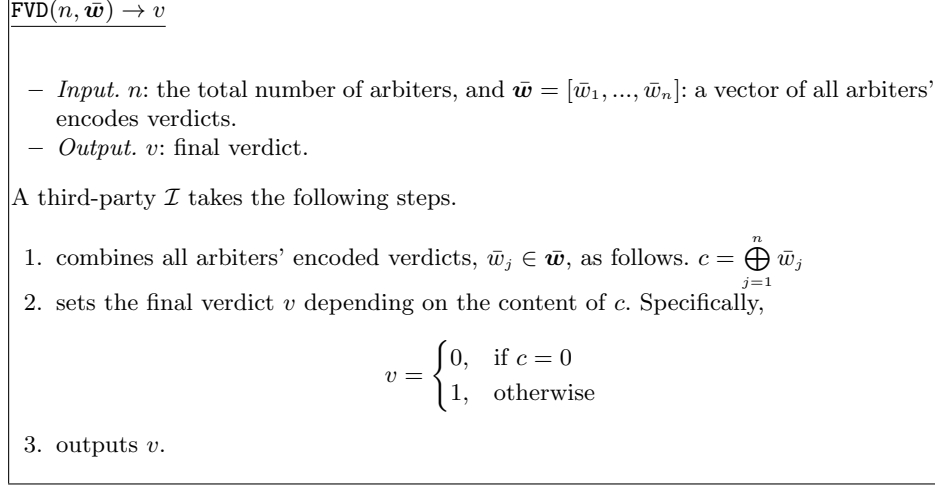 FVD(n, w̄) → v
– Input. n: the total number of arbiters, and w̄ = [w̄₁, ..., w̄ₙ]: a vector of all arbiters'
encodes verdicts.
– Output. v: final verdict.
A third-party ℐ takes the following steps.
1. combines all arbiters' encoded verdicts, w̄ⱼ ∈ w̄, as follows. c = ⊕ⁿⱼ₌₁ w̄ⱼ
2. sets the final verdict v depending on the content of c. Specifically,
v = { 0, if c = 0
1, otherwise
3. outputs v.